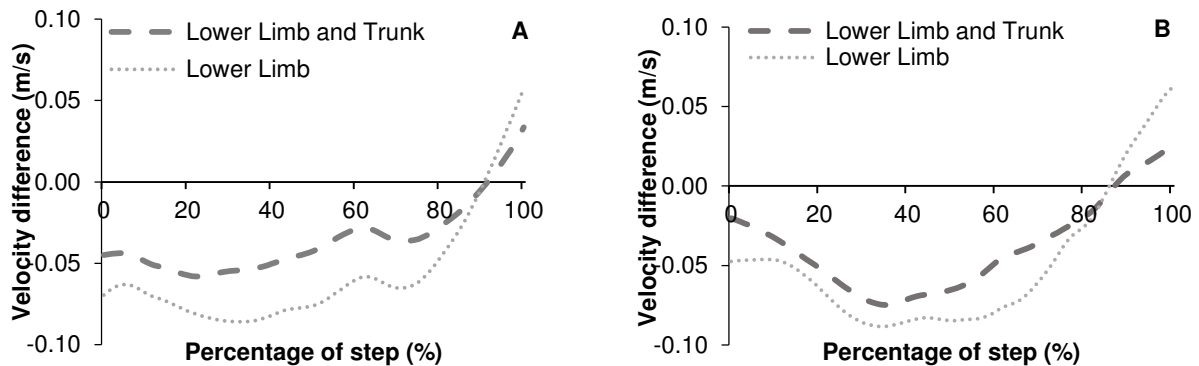 0.10
0.05
0.00
-0.05
-0.10
Velocity difference (m/s)
Lower Limb and Trunk
Lower Limb
A
0 20 40 60 80 100
Percentage of step (%)
0.10
0.05
0.00
-0.05
-0.10
Velocity difference (m/s)
Lower Limb and Trunk
Lower Limb
B
0 20 40 60 80 100
Percentage of step (%)